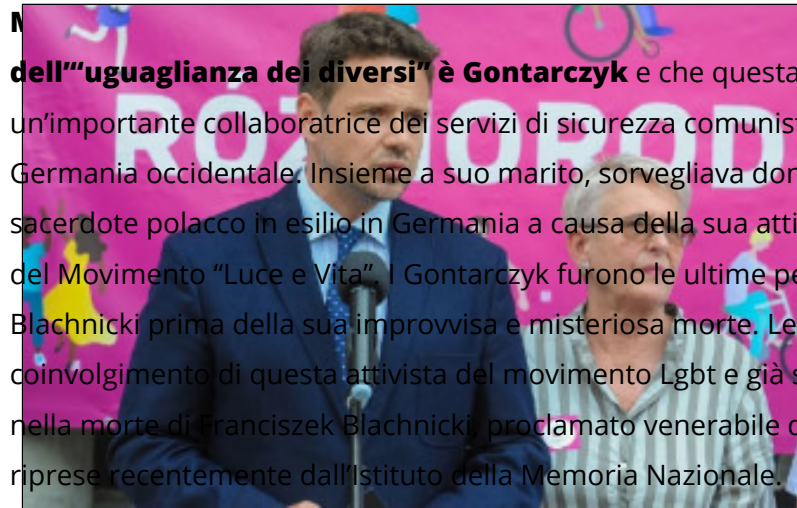 dell’“uguaglianza dei diversi” è Gontarczyk e che questa
un’importante collaboratrice dei servizi di sicurezza comunist
Germania occidentale. Insieme a suo marito, sorvegliava don
sacerdote polacco in esilio in Germania a causa della sua atti
del Movimento “Luce e Vita”. I Gontarczyk furono le ultime pe
Blachnicki prima della sua improvvisa e misteriosa morte. Le
coinvolgimento di questa attivista del movimento Lgbt e già s
nella morte di Franciszek Blachnicki, proclamato venerabile d
riprese recentemente dall’Istituto della Memoria Nazionale.
RÓŻ OROD